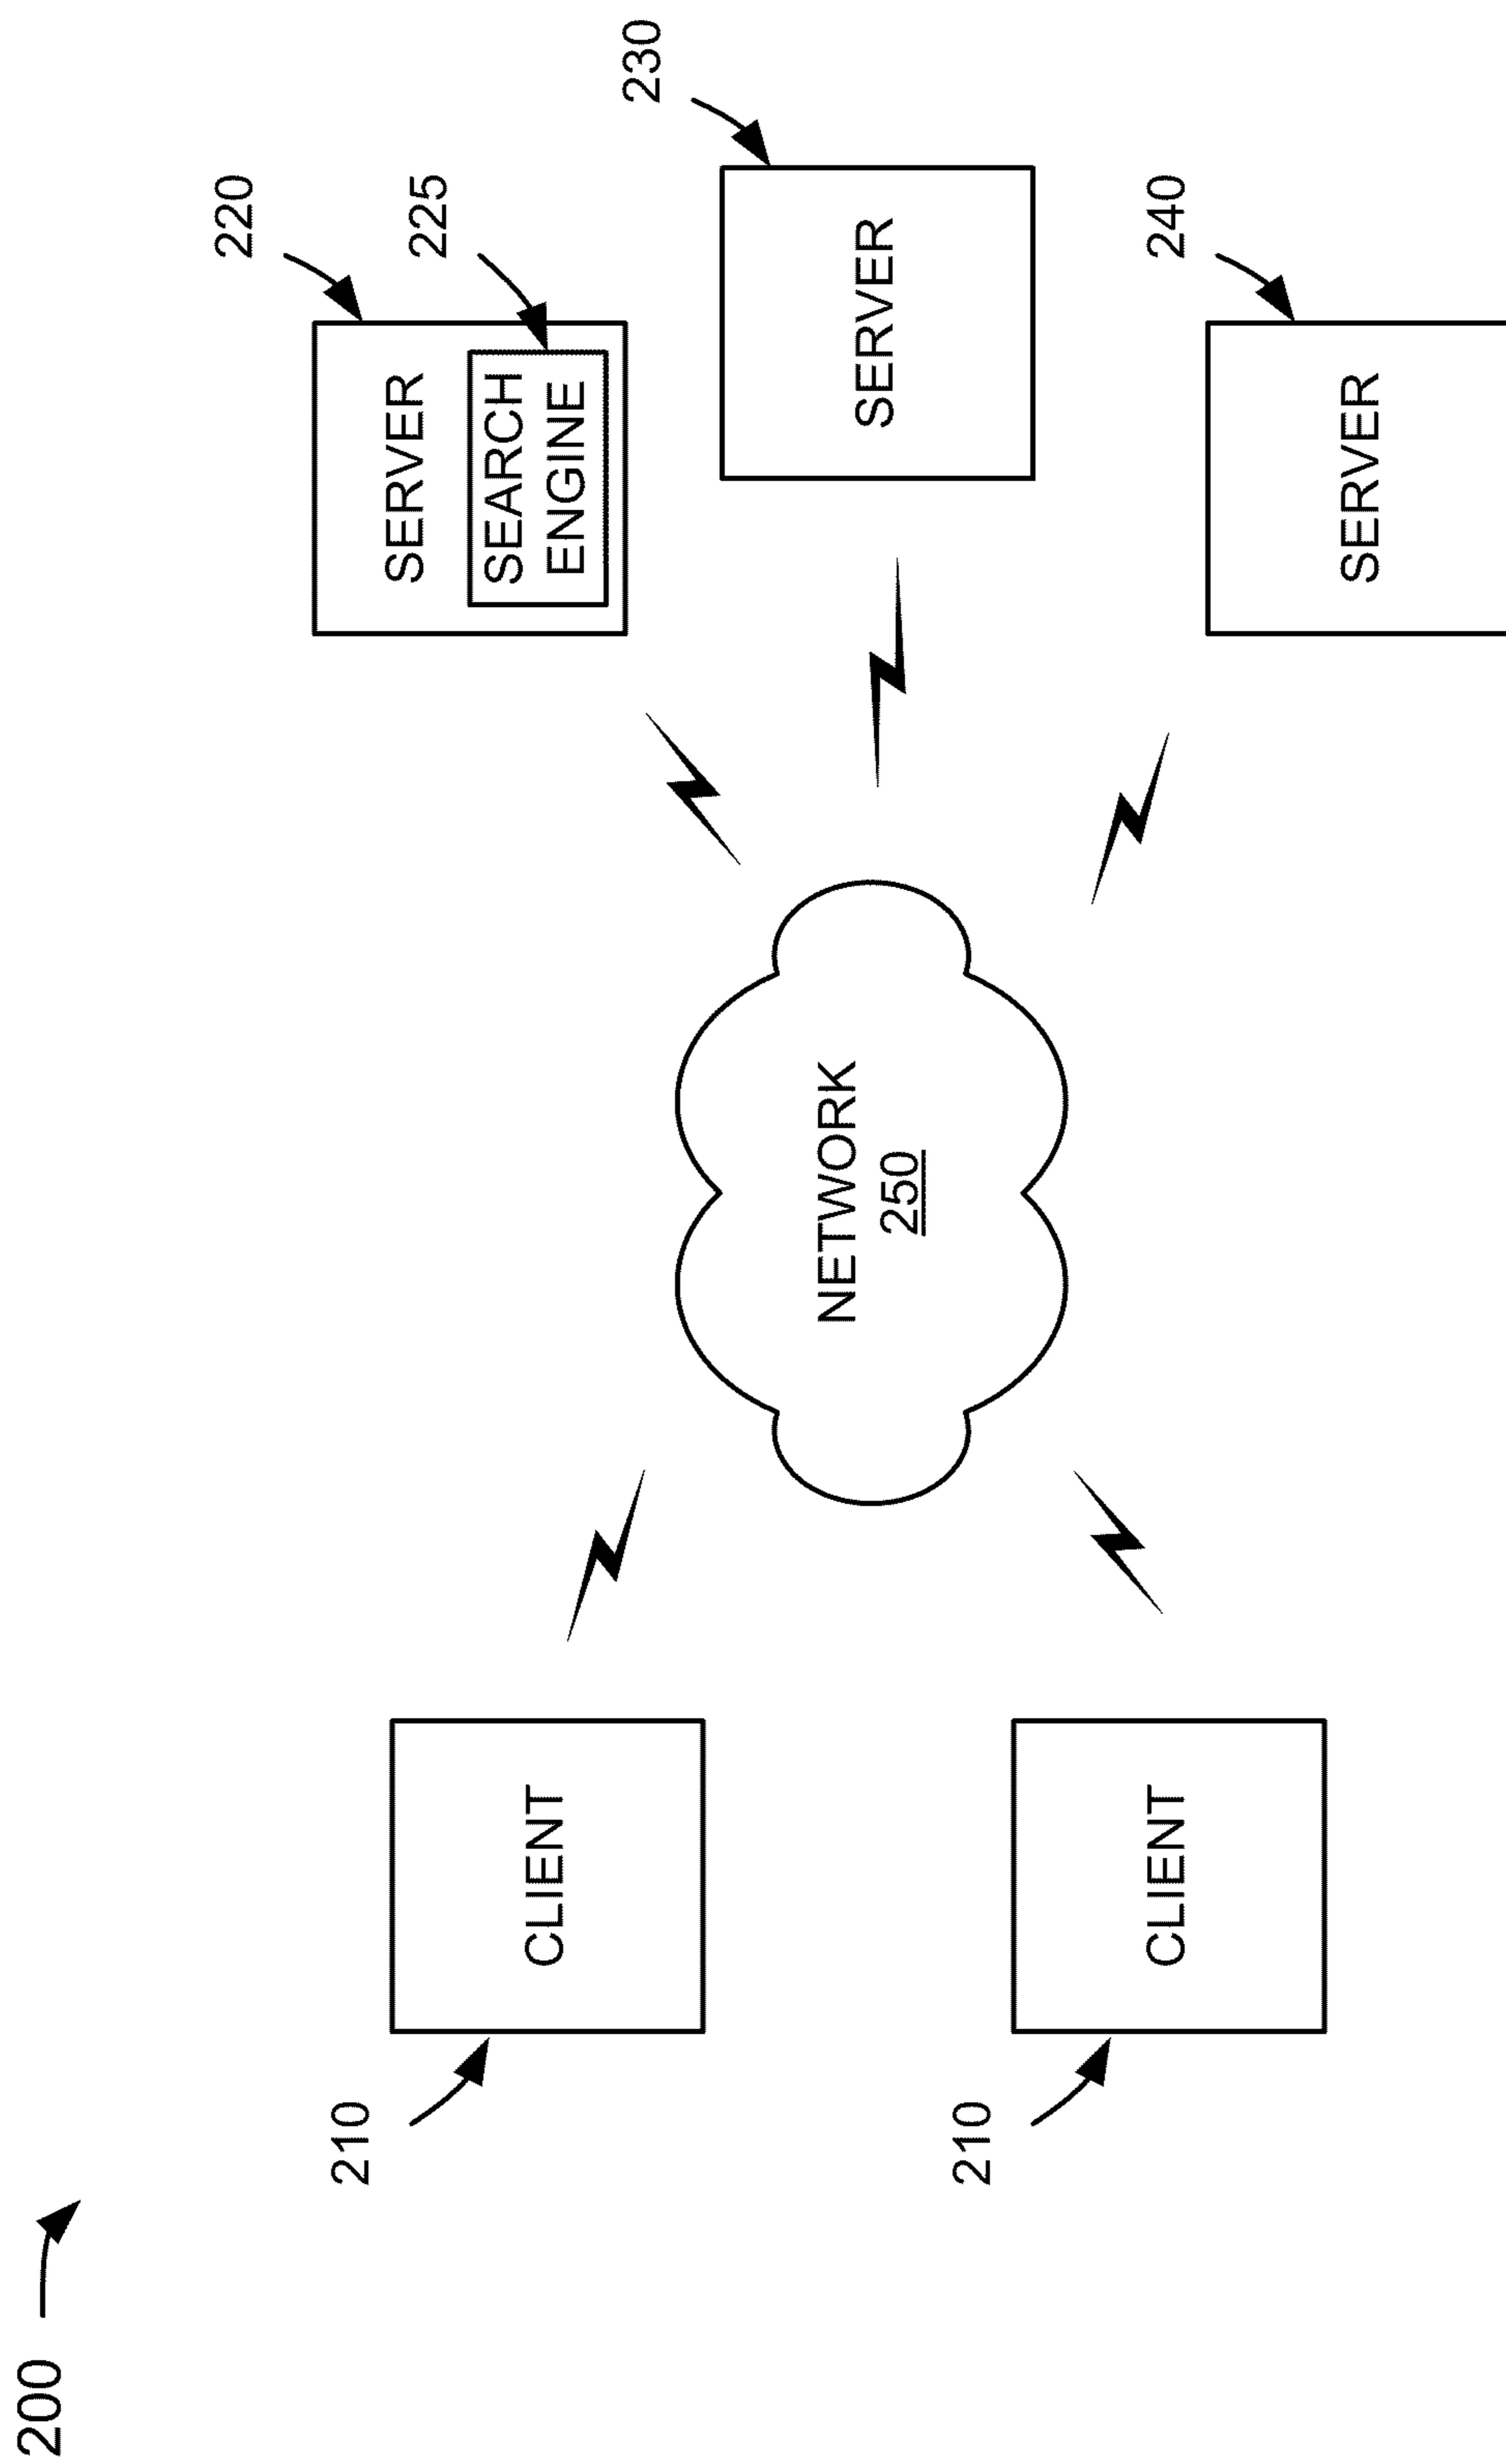 200
210
CLIENT
210
CLIENT
NETWORK
250
220
SERVER
225
SEARCH
ENGINE
230
SERVER
240
SERVER